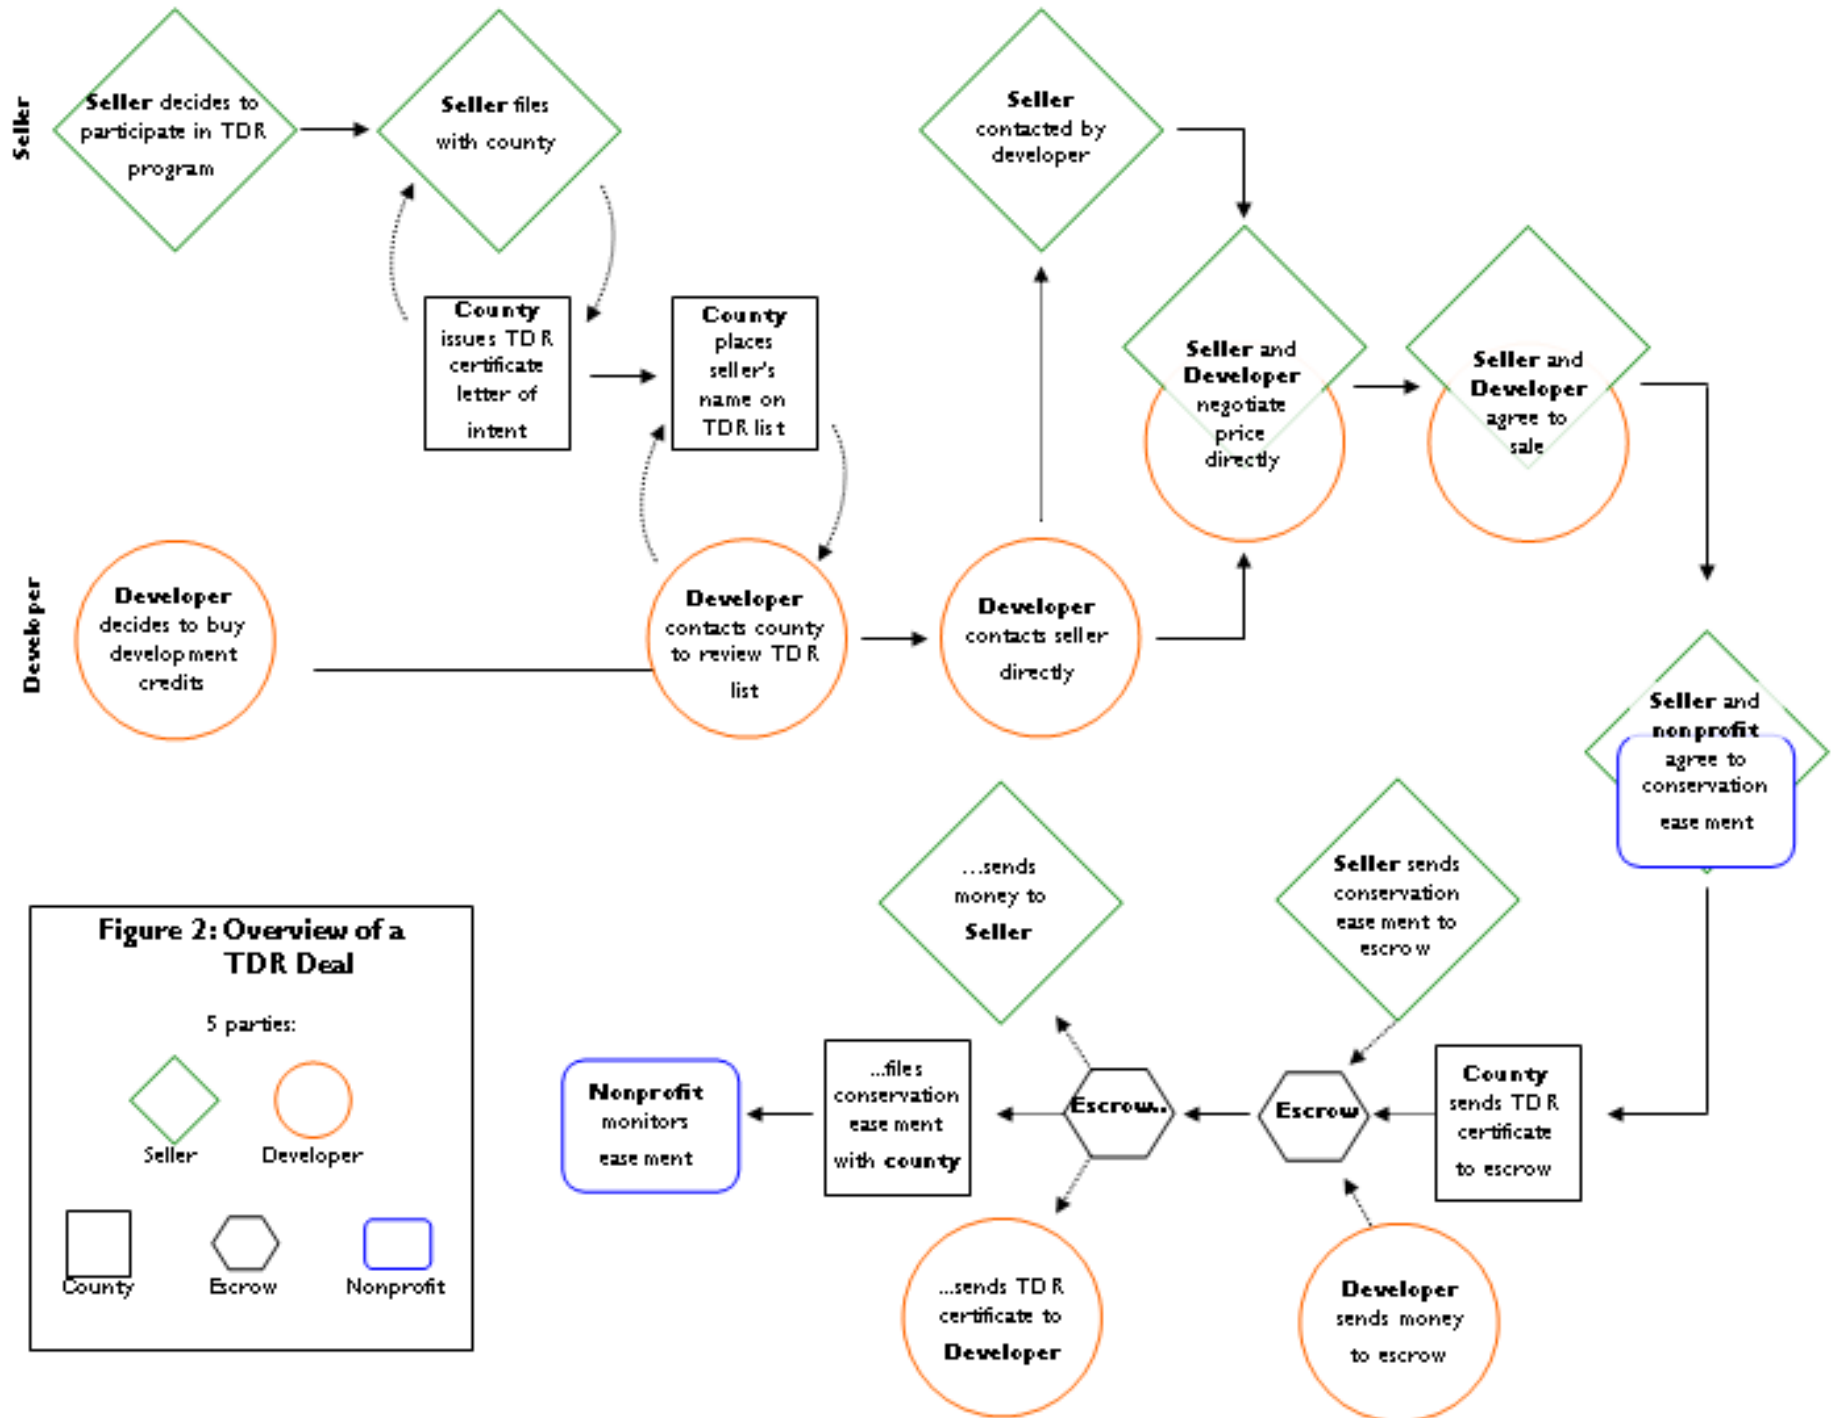 Seller
Seller decides to
participate in TDR
program
Seller files
with county
Seller
contacted by
developer
County
issues TDR
certificate
letter of
intent
County
places
seller's
name on
TDR list
Seller and
Developer
negotiate
price
directly
Seller and
Developer
agree to
sale
Developer
Developer
decides to buy
development
credits
Developer
contacts county
to review TDR
list
Developer
contacts seller
directly
Seller and
nonprofit
agree to
conservation
easement
...sends
money to
Seller
Seller sends
conservation
easement to
escrow
Figure 2: Overview of a
TDR Deal
5 parties:
Seller
Developer
County
Escrow
Nonprofit
Nonprofit
monitors
easement
...files
conservation
easement
with county
Escrow..
Escrow
County
sends TDR
certificate
to escrow
...sends TDR
certificate to
Developer
Developer
sends money
to escrow